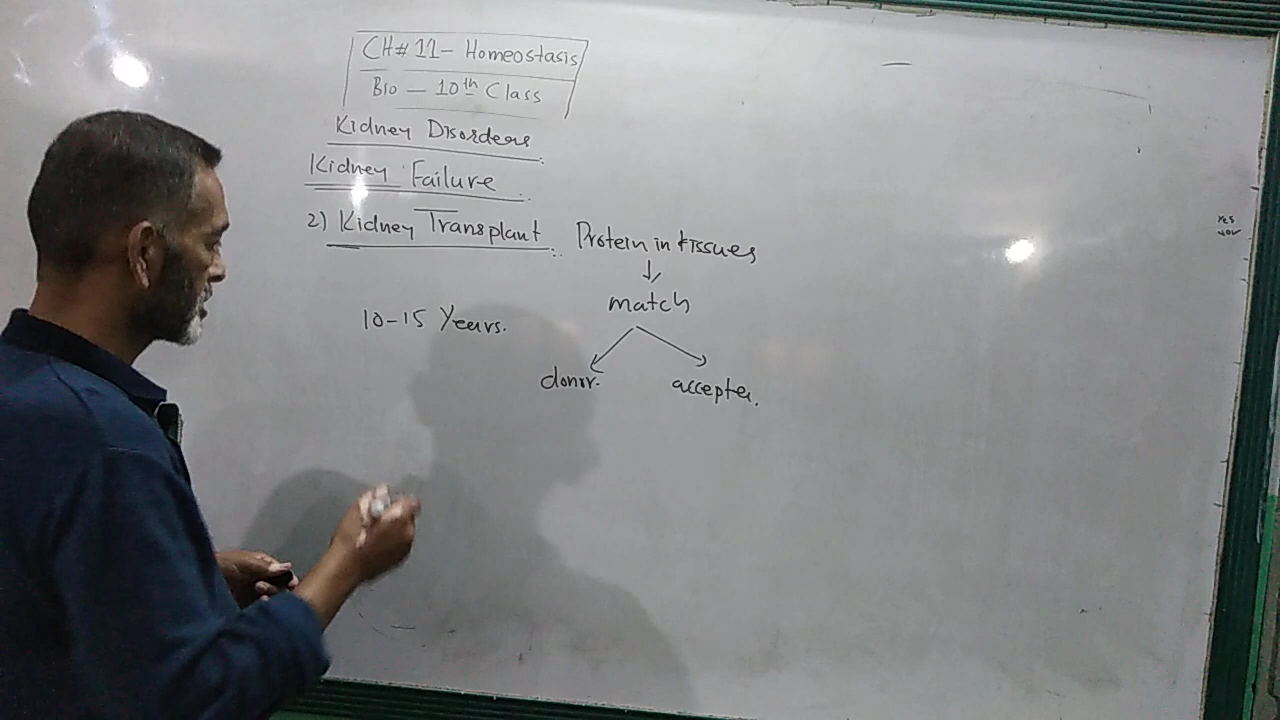 CH# 11- Homeostasis
Bio — 10th Class
Kidney Disorders
Kidney Failure
2) Kidney Transplant
Protein in tissues
match
10-15 Years.
donor.
accepter.